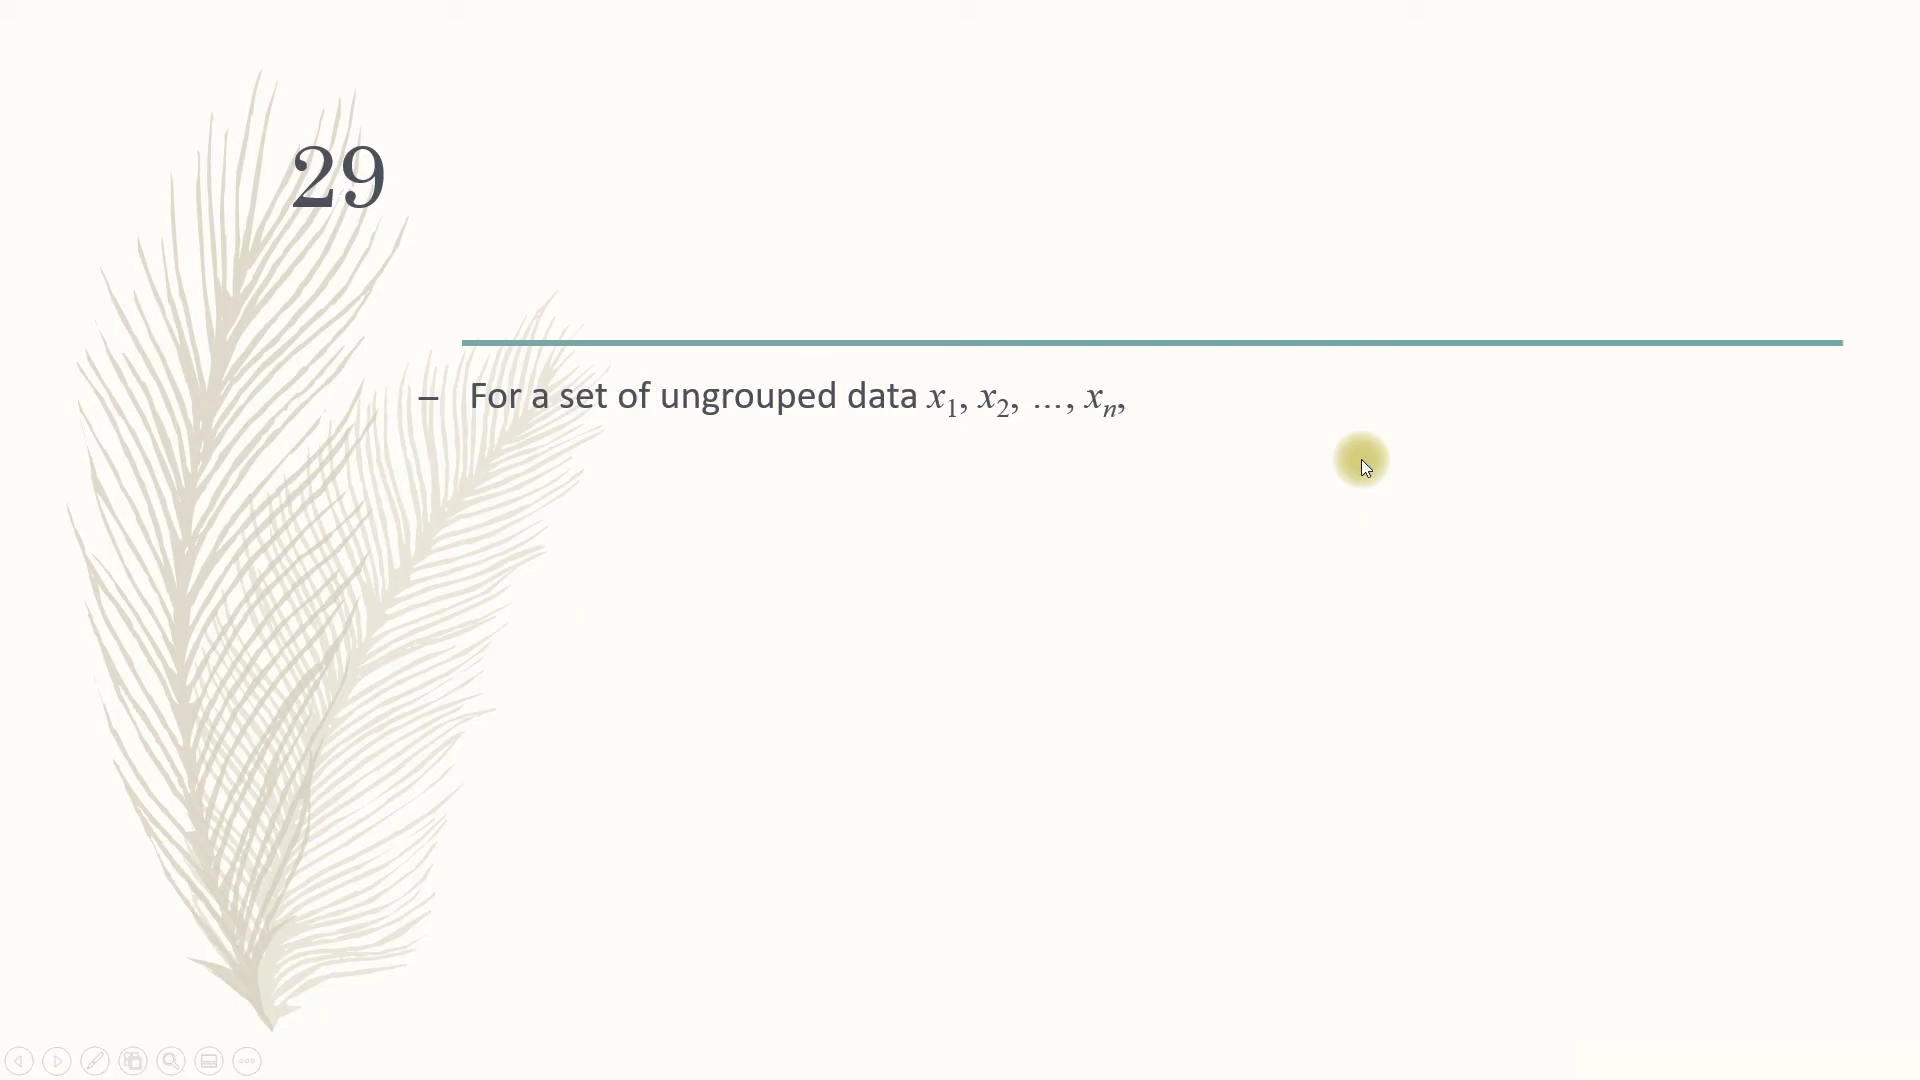 29
– For a set of ungrouped data x₁, x₂, …, xₙ,